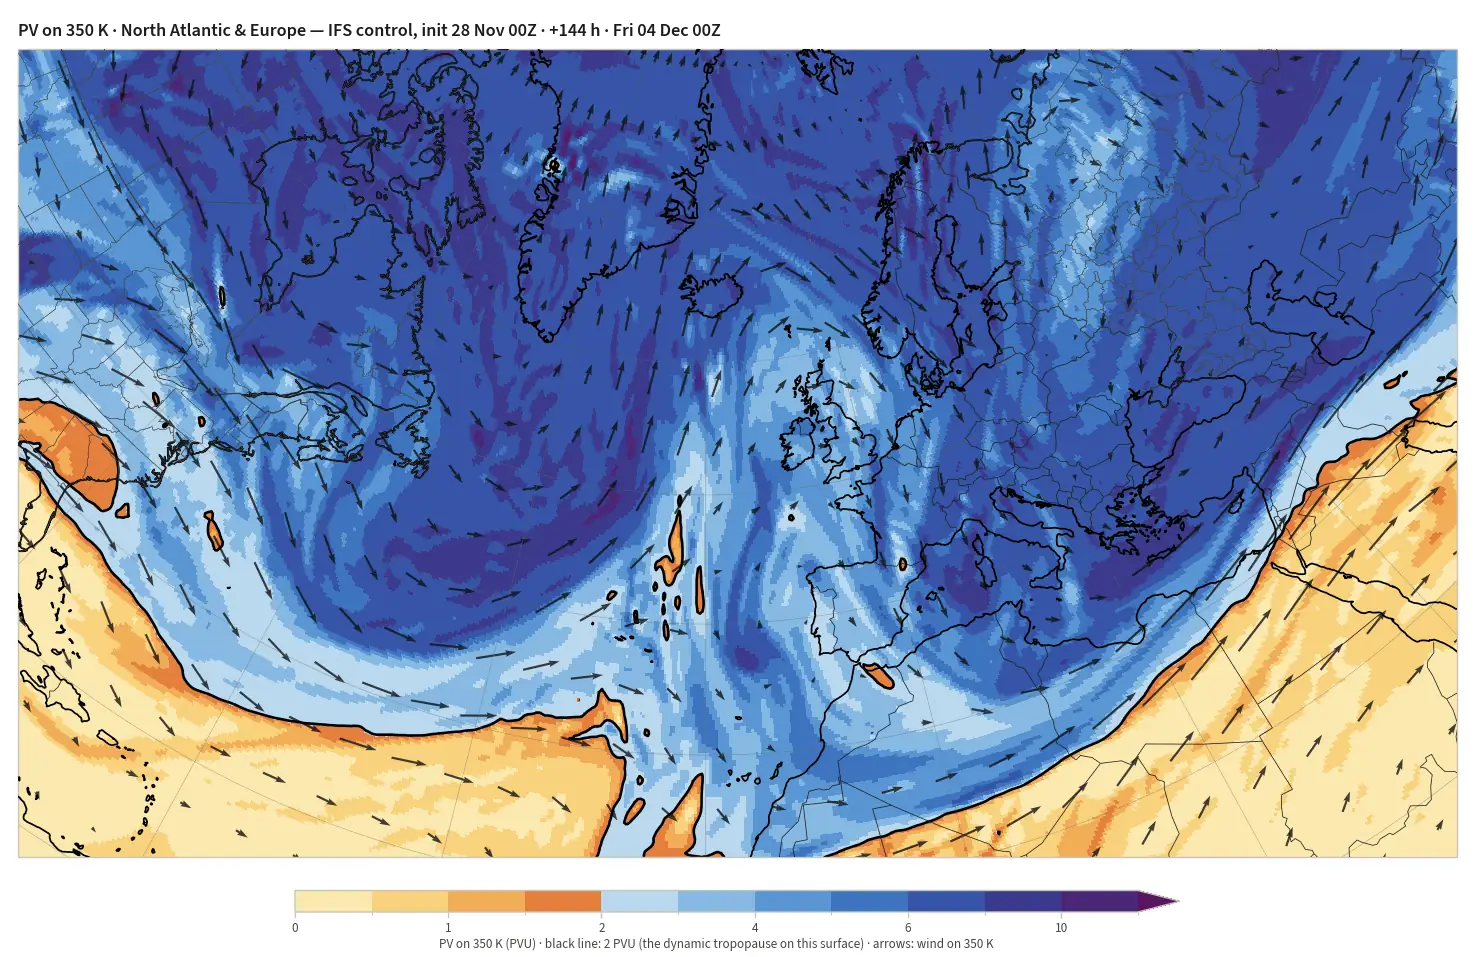 PV on 350 K · North Atlantic & Europe — IFS control, init 28 Nov 00Z · +144 h · Fri 04 Dec 00Z
0 1 2 4 6 10
PV on 350 K (PVU) · black line: 2 PVU (the dynamic tropopause on this surface) · arrows: wind on 350 K